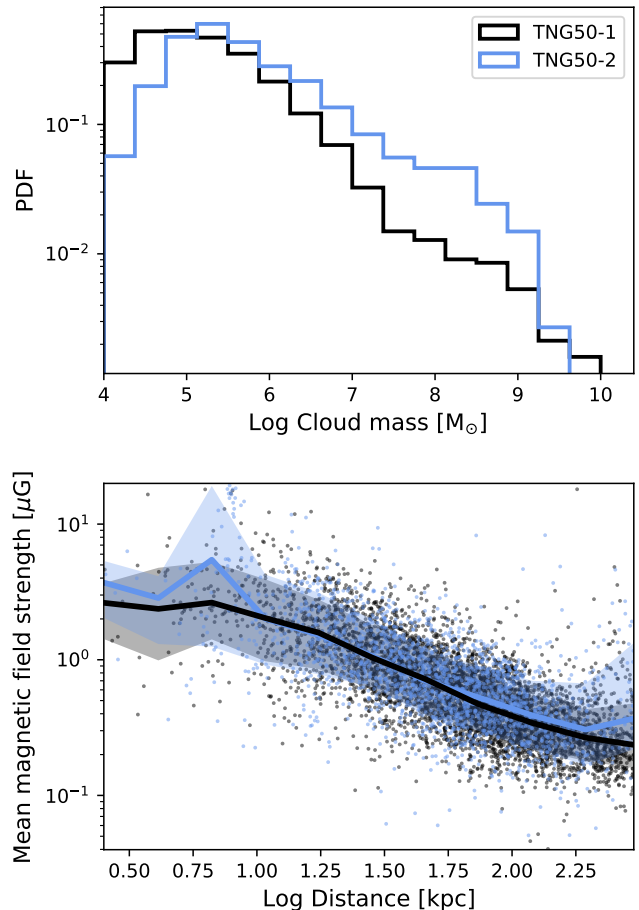 TNG50-1
TNG50-2
PDF
10⁻¹
10⁻²
4 5 6 7 8 9 10
Log Cloud mass [M⊙]
Mean magnetic field strength [μG]
10¹
10⁰
10⁻¹
0.50 0.75 1.00 1.25 1.50 1.75 2.00 2.25
Log Distance [kpc]